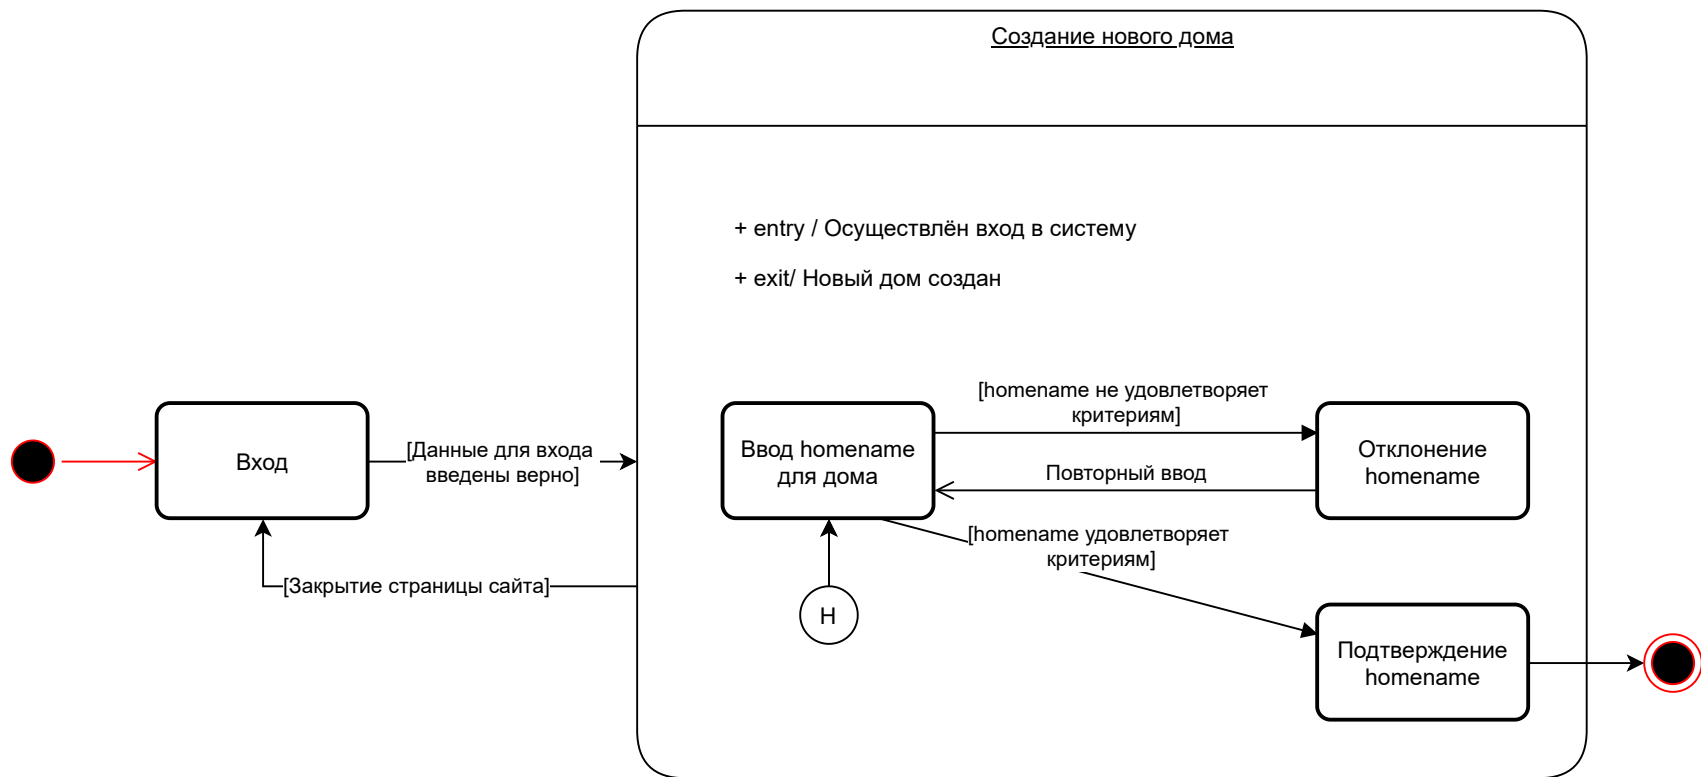 Создание нового дома
+ entry / Осуществлён вход в систему
+ exit/ Новый дом создан
Вход
[Данные для входа
введены верно]
[Закрытие страницы сайта]
Ввод homename
для дома
[homename не удовлетворяет
критериям]
Повторный ввод
Отклонение
homename
[homename удовлетворяет
критериям]
H
Подтверждение
homename